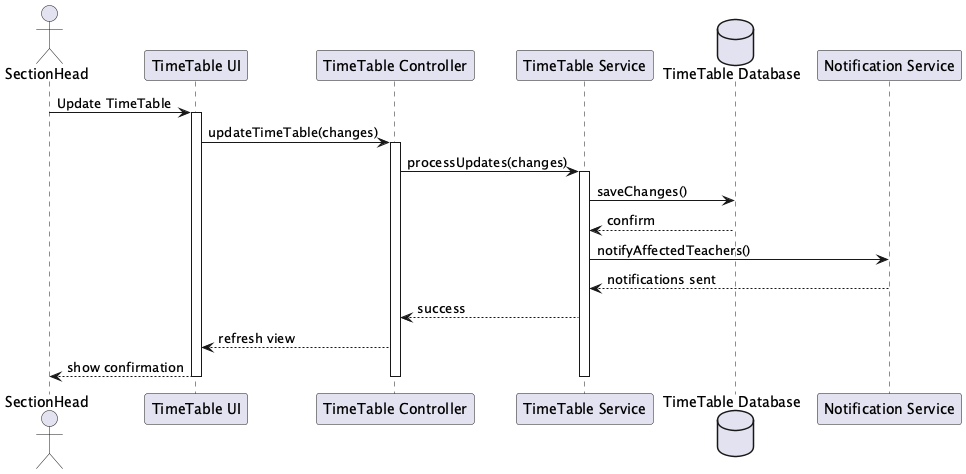 SectionHead
TimeTable UI
TimeTable Controller
TimeTable Service
TimeTable Database
Notification Service
Update TimeTable
updateTimeTable(changes)
processUpdates(changes)
saveChanges()
confirm
notifyAffectedTeachers()
notifications sent
success
refresh view
show confirmation
SectionHead
TimeTable UI
TimeTable Controller
TimeTable Service
TimeTable Database
Notification Service